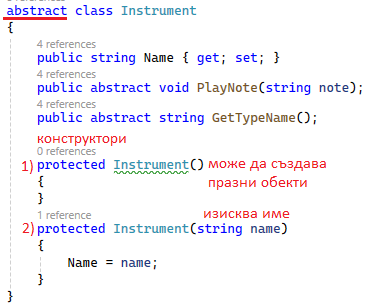 abstract class Instrument
{
4 references
public string Name { get; set; }
4 references
public abstract void PlayNote(string note);
4 references
public abstract string GetTypeName();
конструктори
0 references
1) protected Instrument() може да създава
{ празни обекти
}
изисква име
1 reference
2) protected Instrument(string name)
{
Name = name;
}
}